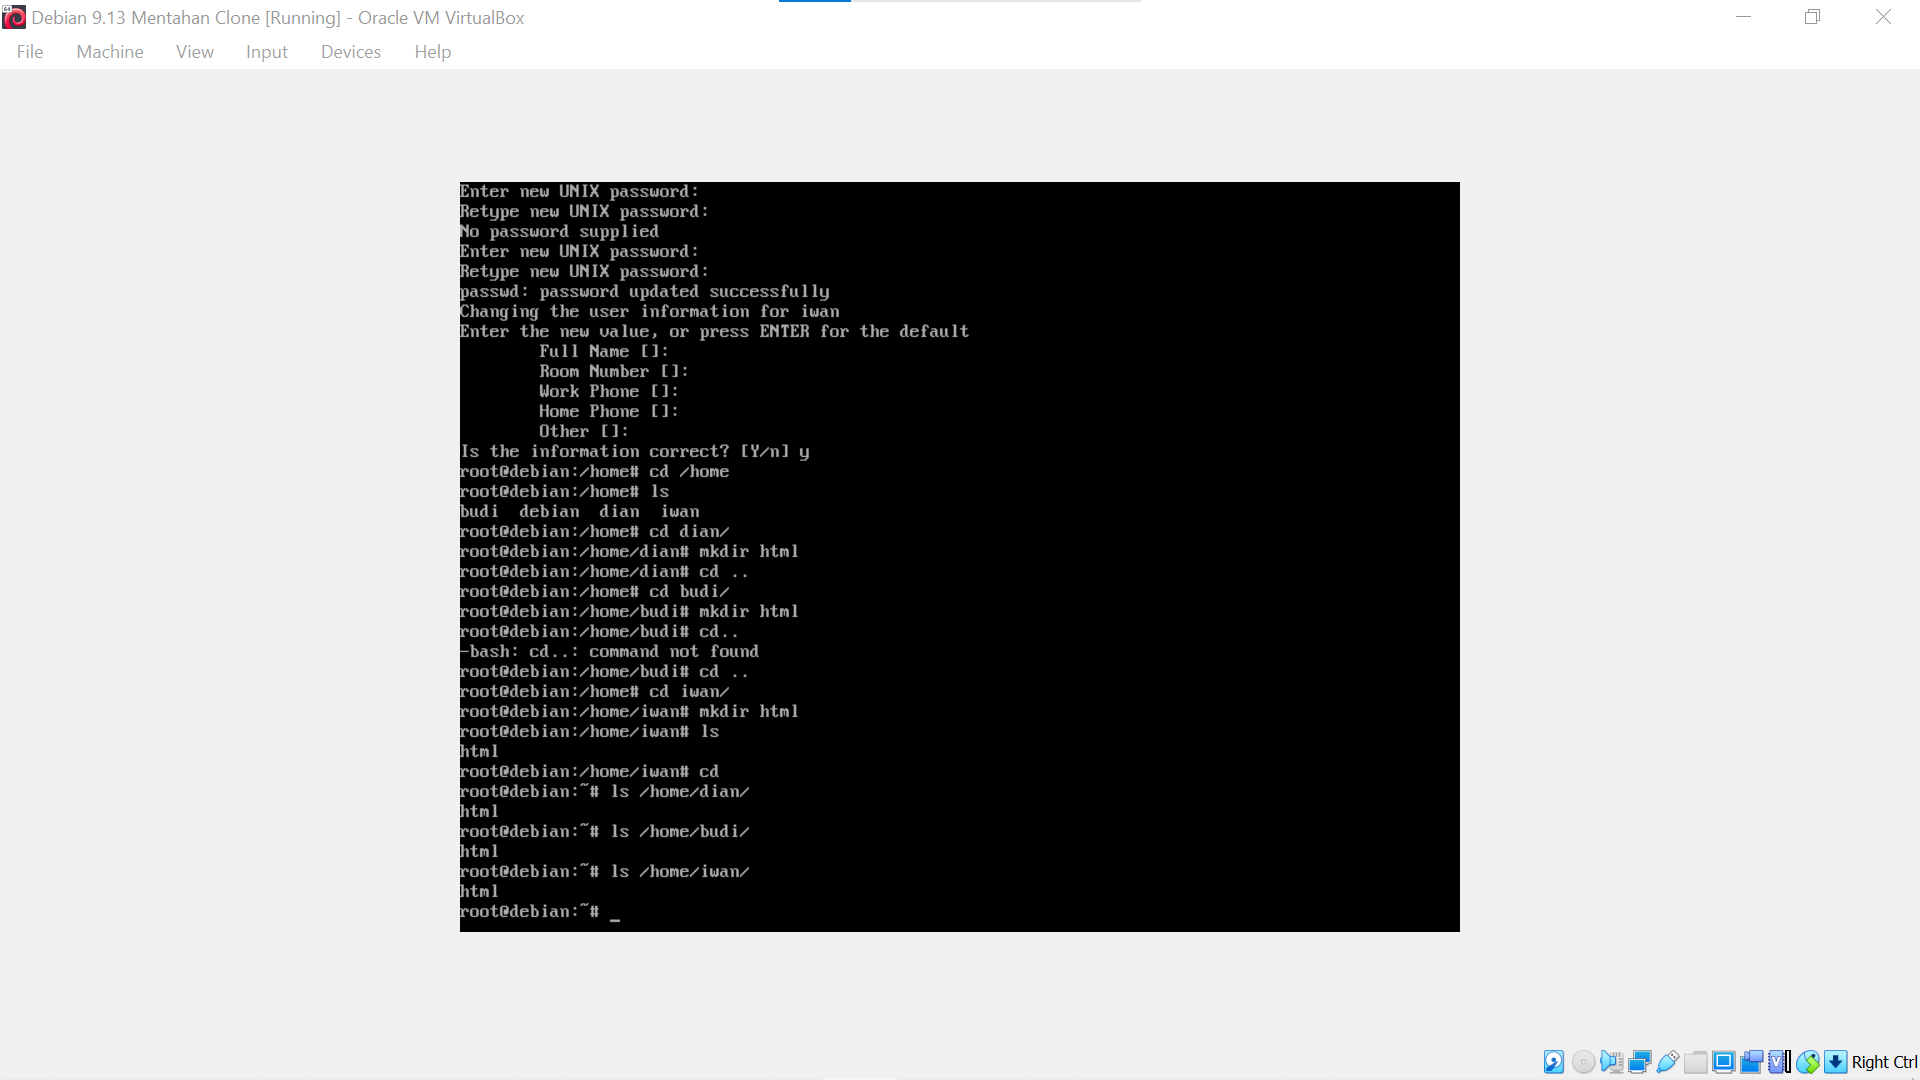 Debian 9.13 Mentahan Clone [Running] - Oracle VM VirtualBox
File Machine View Input Devices Help
Enter new UNIX password:
Retype new UNIX password:
No password supplied
Enter new UNIX password:
Retype new UNIX password:
passwd: password updated successfully
Changing the user information for iwan
Enter the new value, or press ENTER for the default
Full Name []:
Room Number []:
Work Phone []:
Home Phone []:
Other []:
Is the information correct? [Y/n] y
root@debian:/home# cd /home
root@debian:/home# ls
budi  debian  dian  iwan
root@debian:/home# cd dian/
root@debian:/home/dian# mkdir html
root@debian:/home/dian# cd ..
root@debian:/home# cd budi/
root@debian:/home/budi# mkdir html
root@debian:/home/budi# cd..
-bash: cd..: command not found
root@debian:/home/budi# cd ..
root@debian:/home# cd iwan/
root@debian:/home/iwan# mkdir html
root@debian:/home/iwan# ls
html
root@debian:/home/iwan# cd
root@debian:~# ls /home/dian/
html
root@debian:~# ls /home/budi/
html
root@debian:~# ls /home/iwan/
html
root@debian:~# _
Right Ctrl